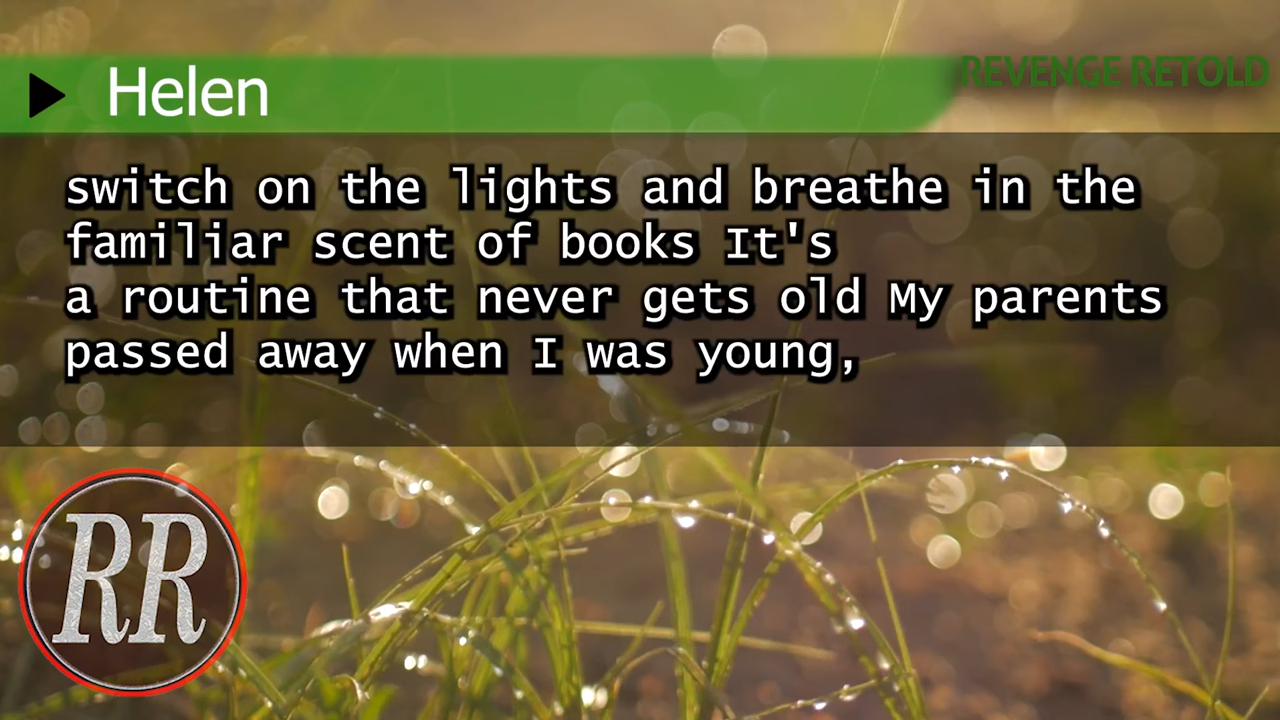 Helen
REVENGE RETOLD
switch on the lights and breathe in the
familiar scent of books It's
a routine that never gets old My parents
passed away when I was young,
RR